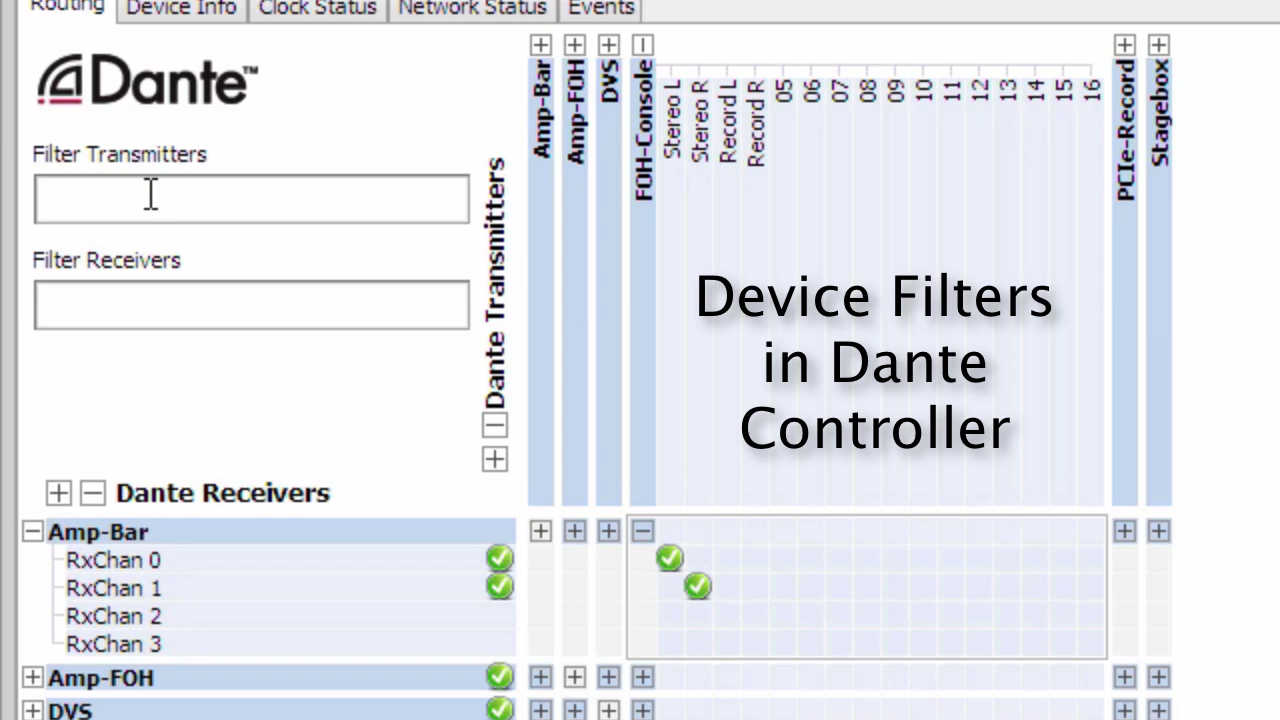 Routing
Device Info
Clock Status
Network Status
Events
Dante™
Filter Transmitters
Filter Receivers
Dante Transmitters
Amp-Bar
Amp-FOH
DVS
FOH-Console
Stereo L
Stereo R
Record L
Record R
05
06
07
08
09
10
11
12
13
14
15
16
PCIe-Record
Stagebox
Device Filters
in Dante
Controller
Dante Receivers
Amp-Bar
RxChan 0
RxChan 1
RxChan 2
RxChan 3
Amp-FOH
DVS